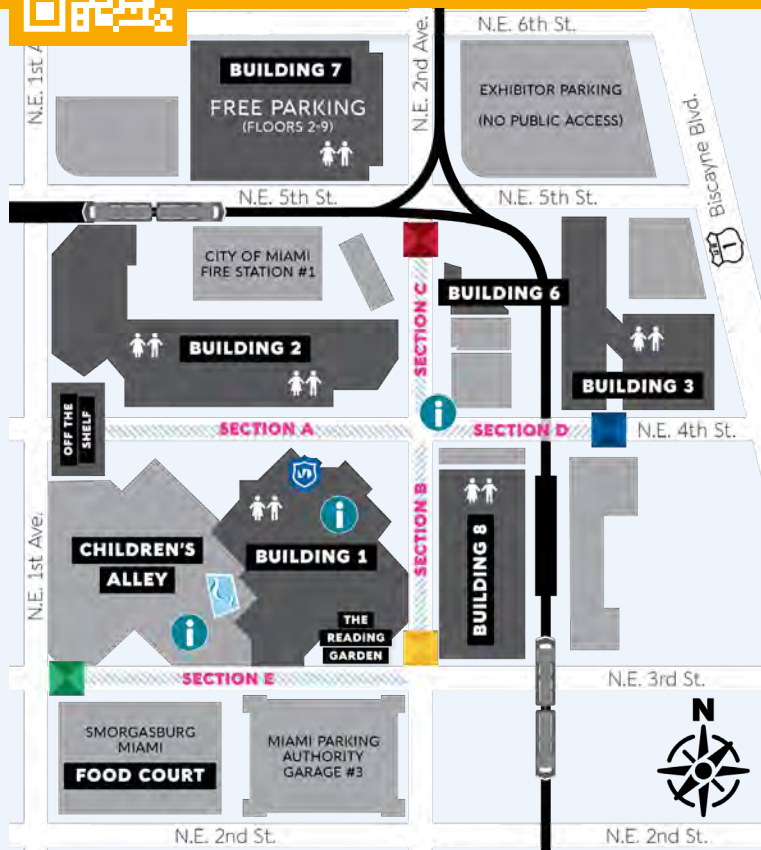 N.E. 6th St.
N.E. 1st A
N.E. 2nd Ave.
BUILDING 7
FREE PARKING
(FLOORS 2-9)
EXHIBITOR PARKING
(NO PUBLIC ACCESS)
Biscayne Blvd.
N.E. 5th St.
N.E. 5th St.
1
CITY OF MIAMI
FIRE STATION #1
SECTION C
BUILDING 6
BUILDING 2
BUILDING 3
OFF THE
SHELF
SECTION A
i
SECTION D
N.E. 4th St.
N.E. 1st Ave.
CHILDREN'S
ALLEY
i
BUILDING 1
SECTION B
BUILDING 8
i
THE
READING
GARDEN
SECTION E
N.E. 3rd St.
SMORGASBURG
MIAMI
FOOD COURT
MIAMI PARKING
AUTHORITY
GARAGE #3
N
N.E. 2nd St.
N.E. 2nd St.